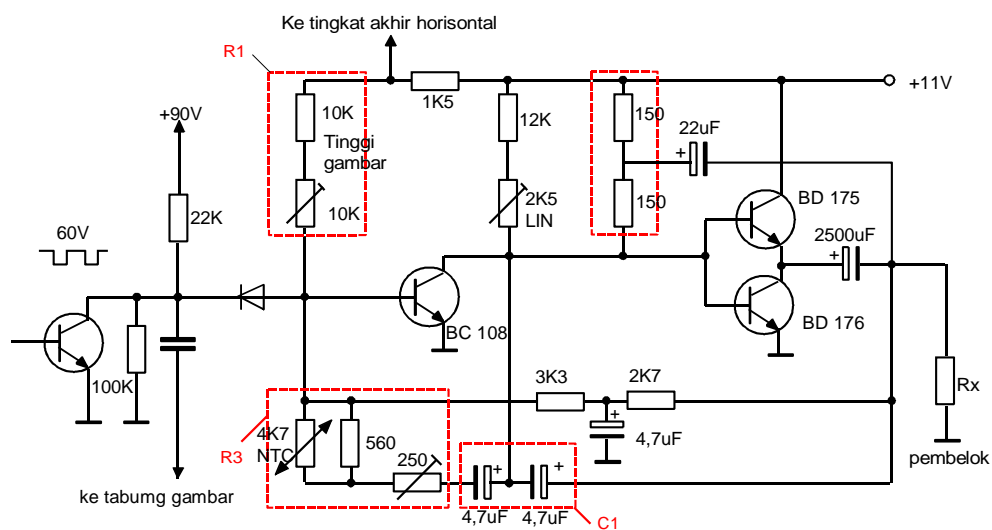 Ke tingkat akhir horisontal
R1
1K5
+11V
10K
12K
150
22uF
+
+90V
Tinggi
gambar
10K
2K5
LIN
150
BD 175
22K
60V
2500uF
+
BC 108
BD 176
100K
3K3
2K7
Rx
+
4,7uF
4K7
NTC
560
R3
250
+
+
pembelok
ke tabumg gambar
4,7uF
4,7uF
C1